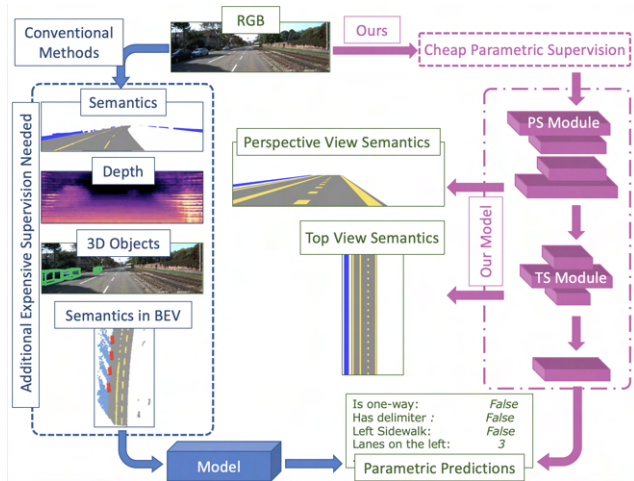 Conventional
Methods
RGB
Ours
Cheap Parametric Supervision
Additional Expensive Supervision Needed
Semantics
Depth
3D Objects
Semantics in BEV
Perspective View Semantics
Top View Semantics
PS Module
Our Model
TS Module
Is one-way: False
Has delimiter : False
Left Sidewalk: False
Lanes on the left: 3
Parametric Predictions
Model